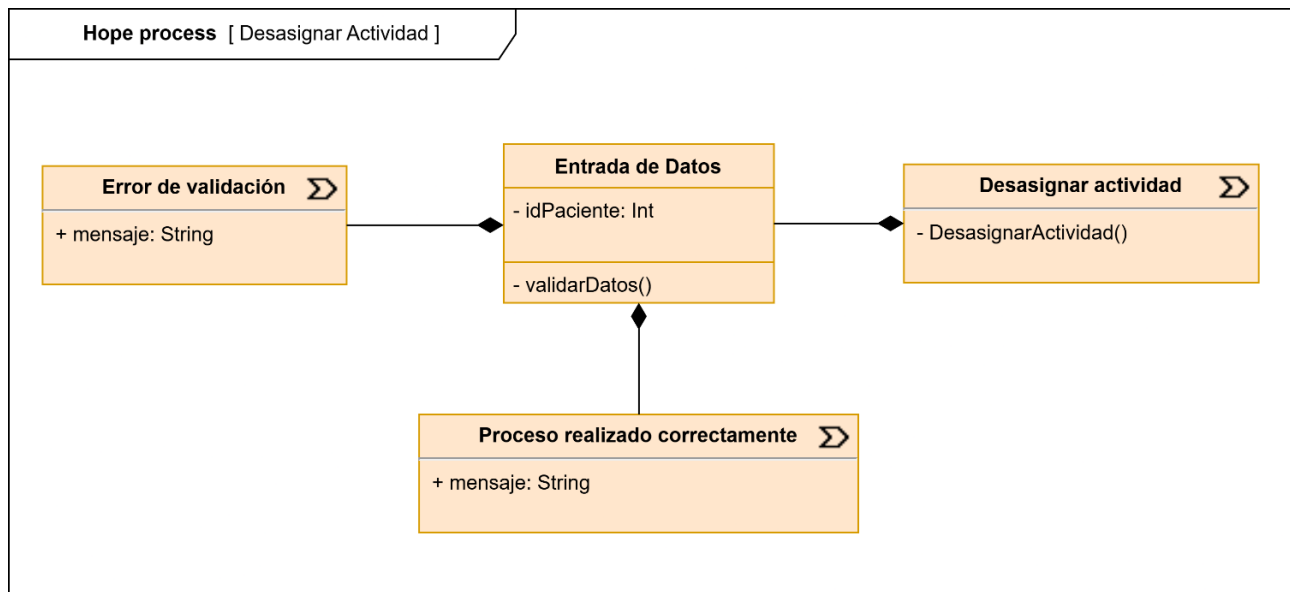 Hope process [ Desasignar Actividad ]
Error de validación
+ mensaje: String
Entrada de Datos
- idPaciente: Int
- validarDatos()
Desasignar actividad
- DesasignarActividad()
Proceso realizado correctamente
+ mensaje: String